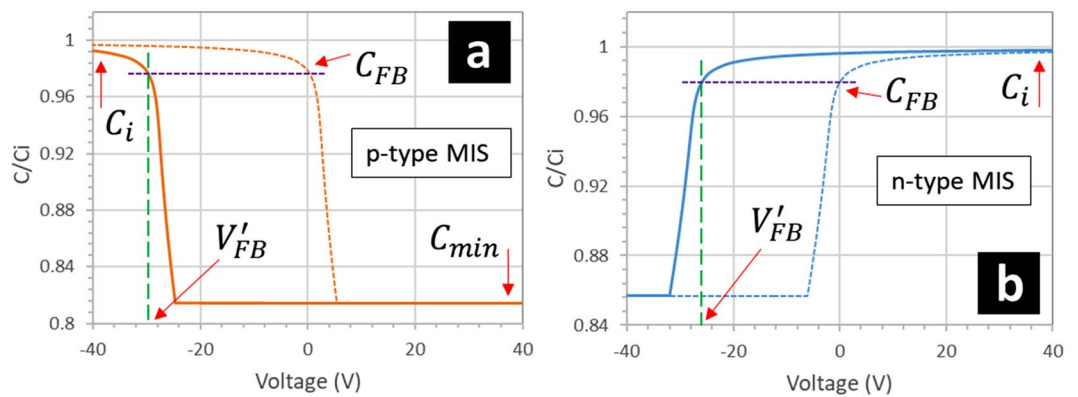 a
1
0.96
0.92
0.88
0.84
0.8
C/Ci
-40
-20
0
20
40
Voltage (V)
C_i
C_FB
p-type MIS
V'_FB
C_min
1
0.96
0.92
0.88
0.84
C/Ci
-40
-20
0
20
40
Voltage (V)
C_FB
C_i
n-type MIS
V'_FB
b